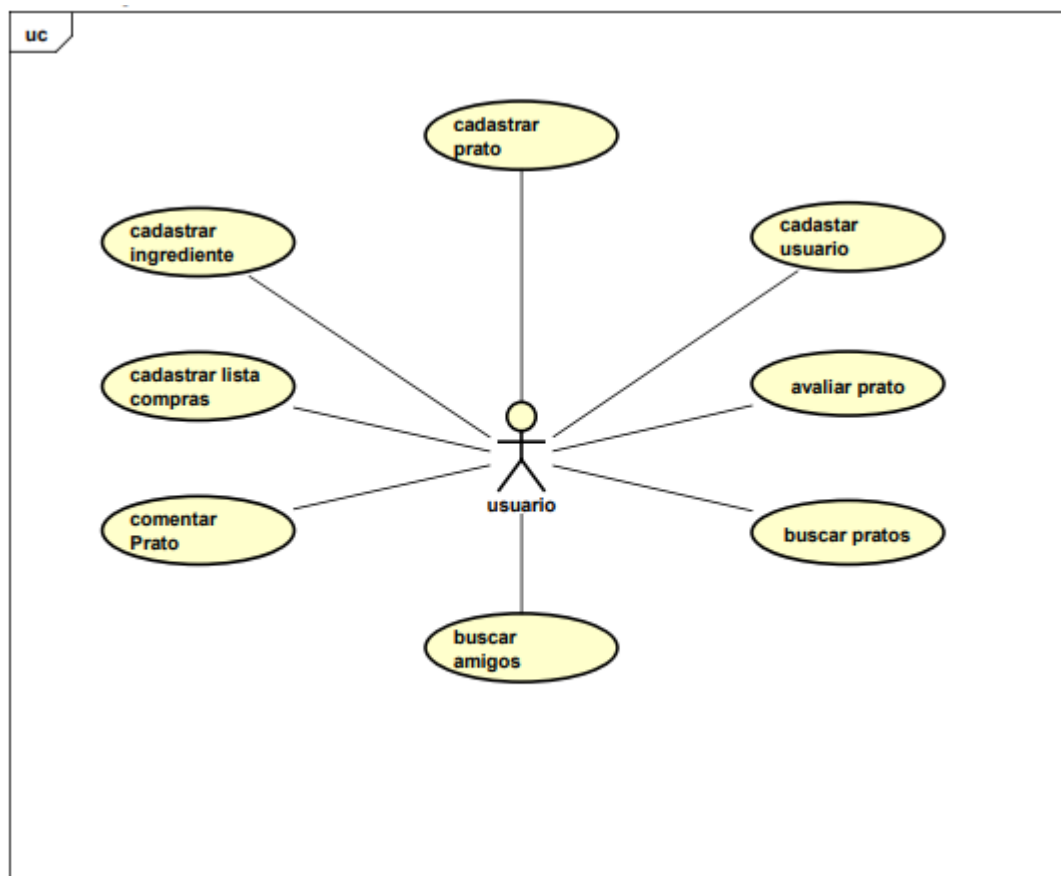 uc
cadastrar
prato
cadastrar
ingrediente
cadastar
usuario
cadastrar lista
compras
avaliar prato
usuario
comentar
Prato
buscar pratos
buscar
amigos